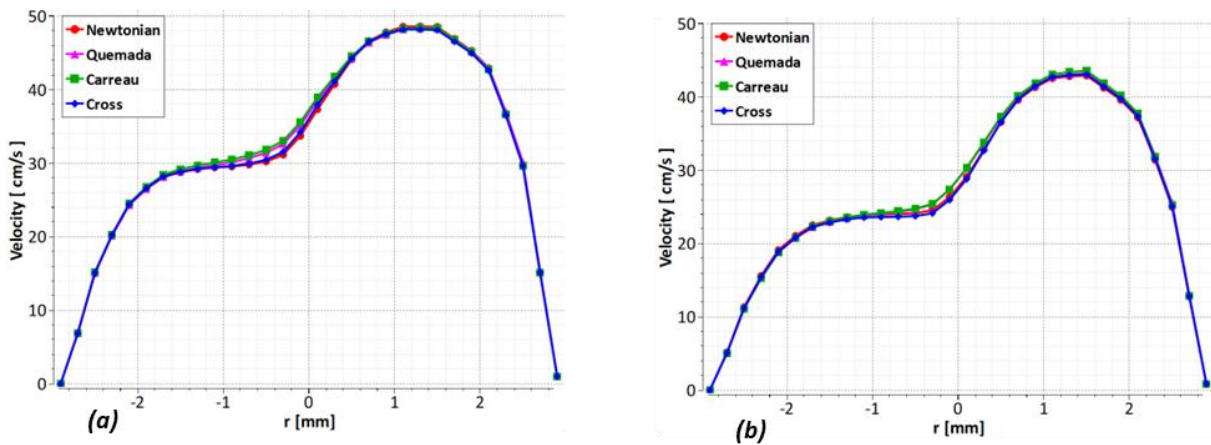 50
40
30
20
10
0
Velocity [ cm/s ]
Newtonian
Quemada
Carreau
Cross
-2
-1
0
1
2
r [mm]
(a)
50
40
30
20
10
0
Velocity [ cm/s ]
Newtonian
Quemada
Carreau
Cross
-2
-1
0
1
2
r [mm]
(b)